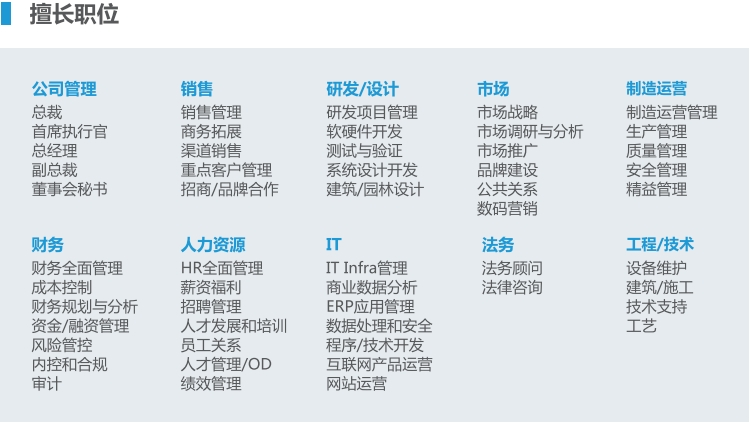 擅长职位
公司管理
总裁
首席执行官
总经理
副总裁
董事会秘书
销售
销售管理
商务拓展
渠道销售
重点客户管理
招商/品牌合作
研发/设计
研发项目管理
软硬件开发
测试与验证
系统设计开发
建筑/园林设计
市场
市场战略
市场调研与分析
市场推广
品牌建设
公共关系
数码营销
制造运营
制造运营管理
生产管理
质量管理
安全管理
精益管理
财务
财务全面管理
成本控制
财务规划与分析
资金/融资管理
风险管控
内控和合规
审计
人力资源
HR全面管理
薪资福利
招聘管理
人才发展和培训
员工关系
人才管理/OD
绩效管理
IT
IT Infra管理
商业数据分析
ERP应用管理
数据处理和安全
程序/技术开发
互联网产品运营
网站运营
法务
法务顾问
法律咨询
工程/技术
设备维护
建筑/施工
技术支持
工艺